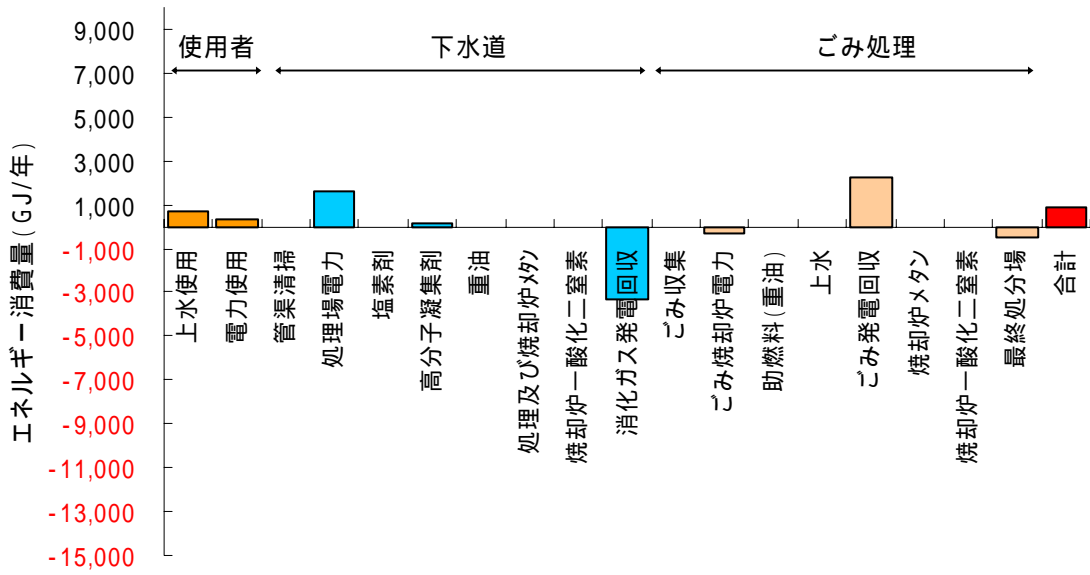 使用者
下水道
ごみ処理
エネルギー消費量(GJ/年)
9,000
7,000
5,000
3,000
1,000
-1,000
-3,000
-5,000
-7,000
-9,000
-11,000
-13,000
-15,000
上水使用
電力使用
管渠清掃
処理場電力
塩素剤
高分子凝集剤
重油
処理及び焼却炉メタン
焼却炉一酸化二窒素
消化ガス発電回収
ごみ収集
ごみ焼却炉電力
助燃料(重油)
上水
ごみ発電回収
焼却炉メタン
焼却炉一酸化二窒素
最終処分場
合計